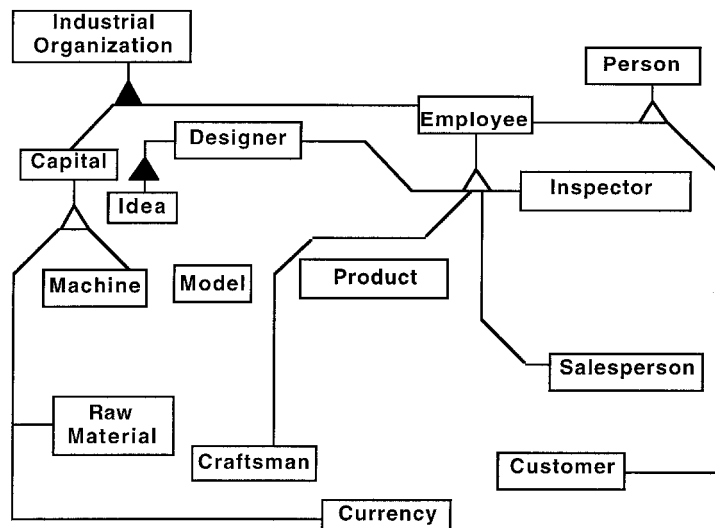 Industrial
Organization
Person
Employee
Designer
Capital
Inspector
Idea
Machine
Model
Product
Salesperson
Raw
Material
Craftsman
Customer
Currency